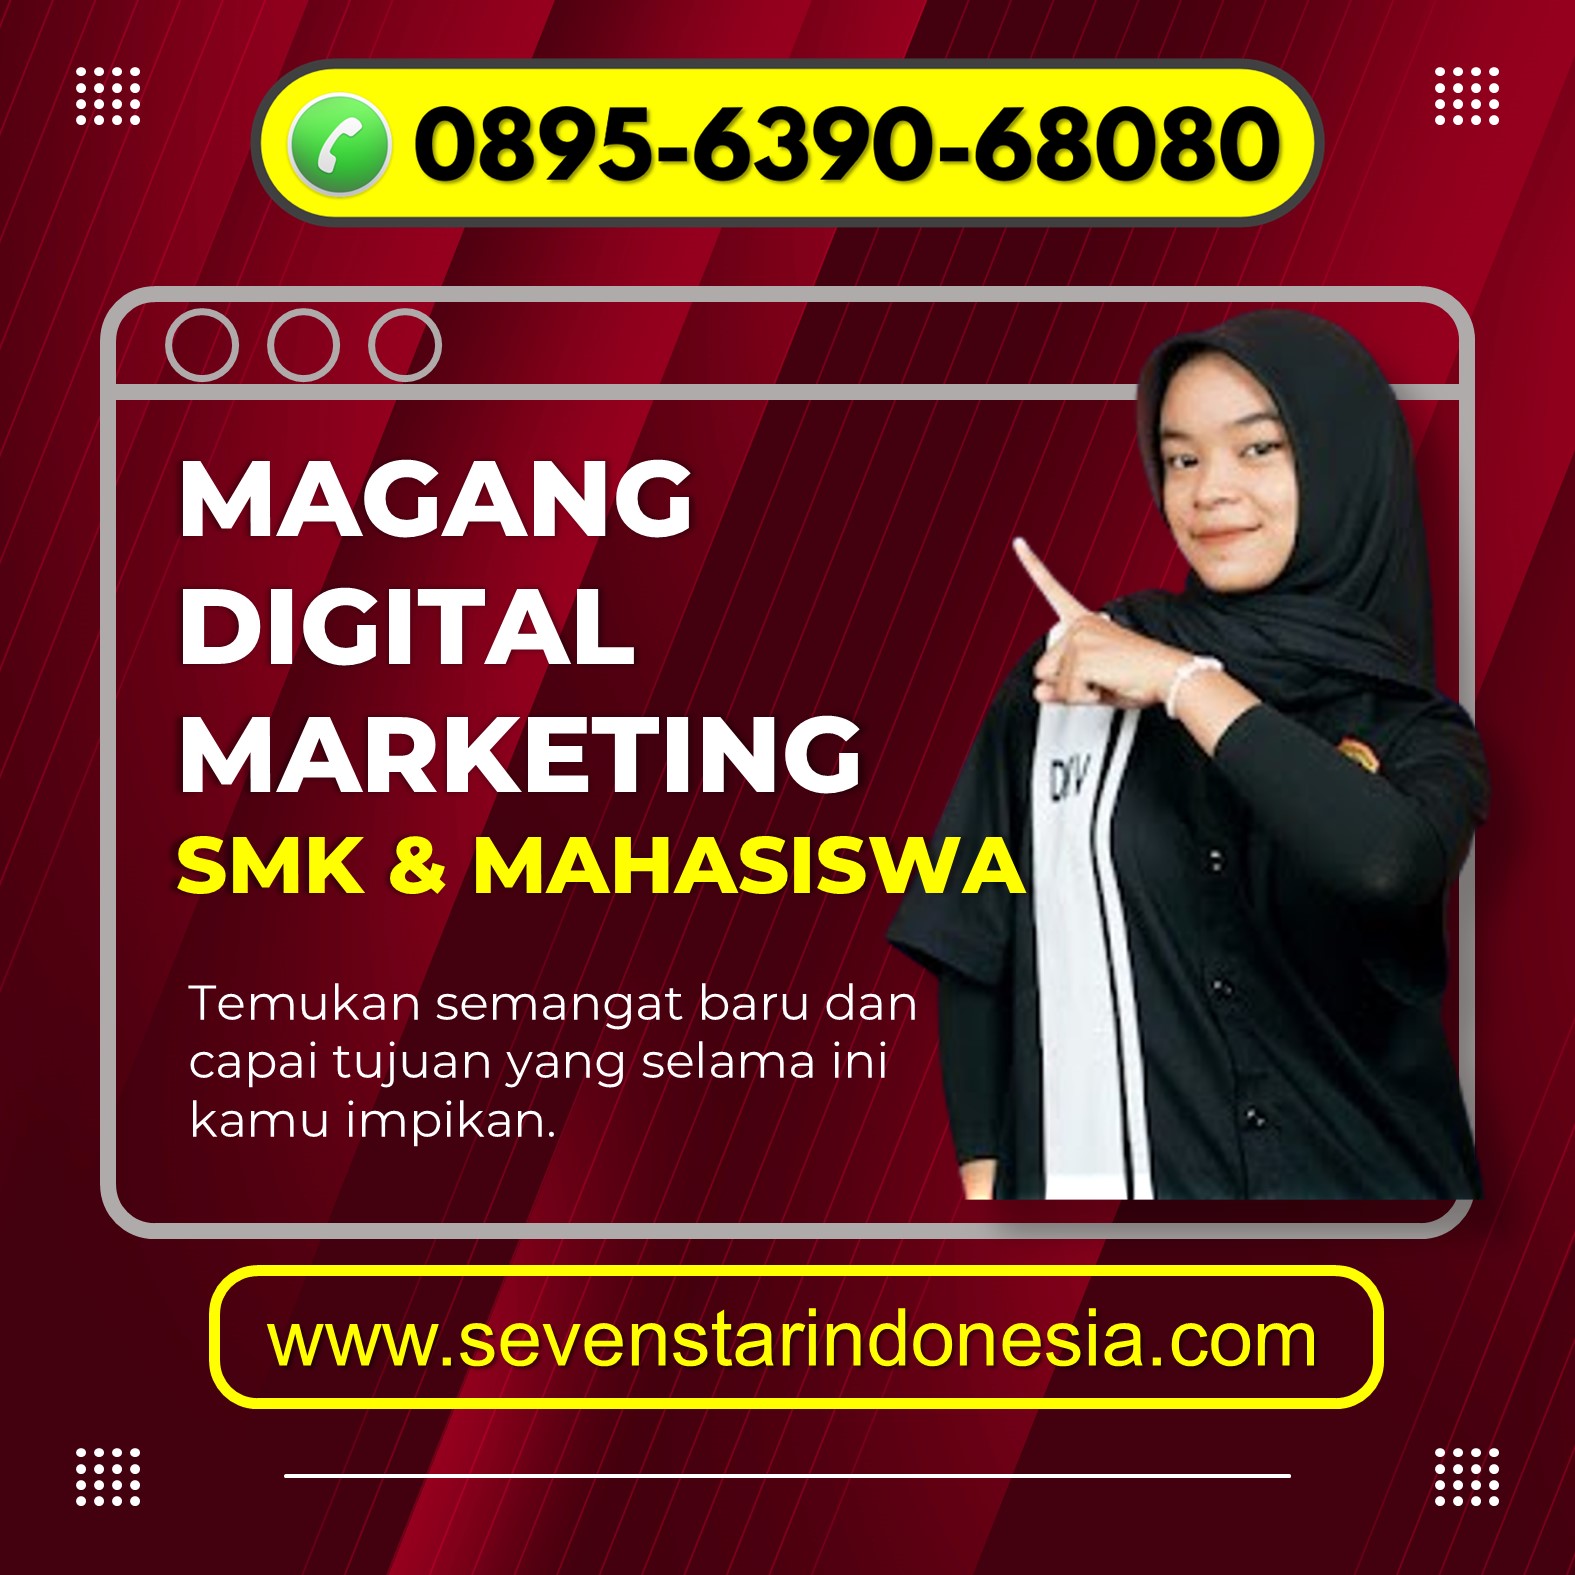 0895-6390-68080
MAGANG
DIGITAL
MARKETING
SMK & MAHASISWA
DIV
Temukan semangat baru dan
capai tujuan yang selama ini
kamu impikan.
www.sevenstarindonesia.com